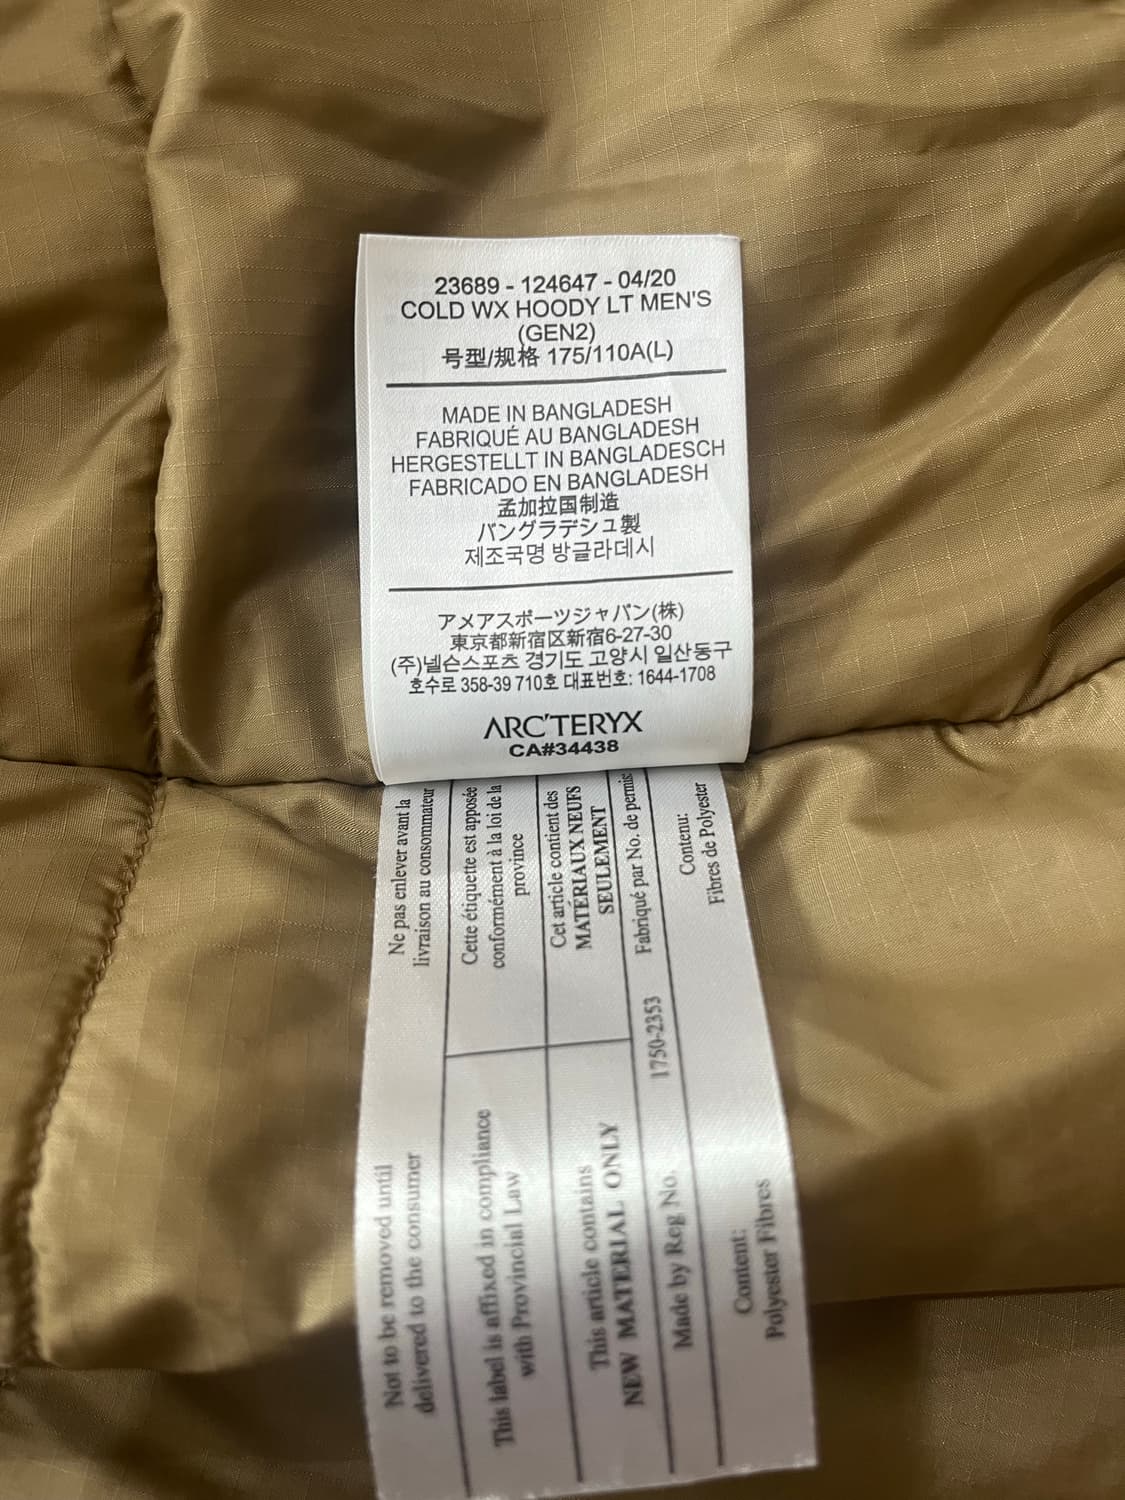 23689 - 124647 - 04/20
COLD WX HOODY LT MEN'S
(GEN2)
号型/规格 175/110A(L)
MADE IN BANGLADESH
FABRIQUÉ AU BANGLADESH
HERGESTELLT IN BANGLADESCH
FABRICADO EN BANGLADESH
孟加拉国制造
バングラデシュ製
제조국명 방글라데시
アメアスポーツジャパン(株)
東京都新宿区新宿6-27-30
(주)넬슨스포츠 경기도 고양시 일산동구
호수로 358-39 710호 대표번호: 1644-1708
ARC'TERYX
CA#34438
Ne pas enlever avant la
livraison au consommateur
Cette étiquette est apposée
conformément à la loi de la
province
Cet article contient des
MATÉRIAUX NEUFS
SEULEMENT
Fabriqué par No. de permis:
Contenu:
Fibres de Polyester
Not to be removed until
delivered to the consumer
This label is affixed in compliance
with Provincial Law
This article contains
NEW MATERIAL ONLY
Made by Reg No. 1750-2353
Content:
Polyester Fibres